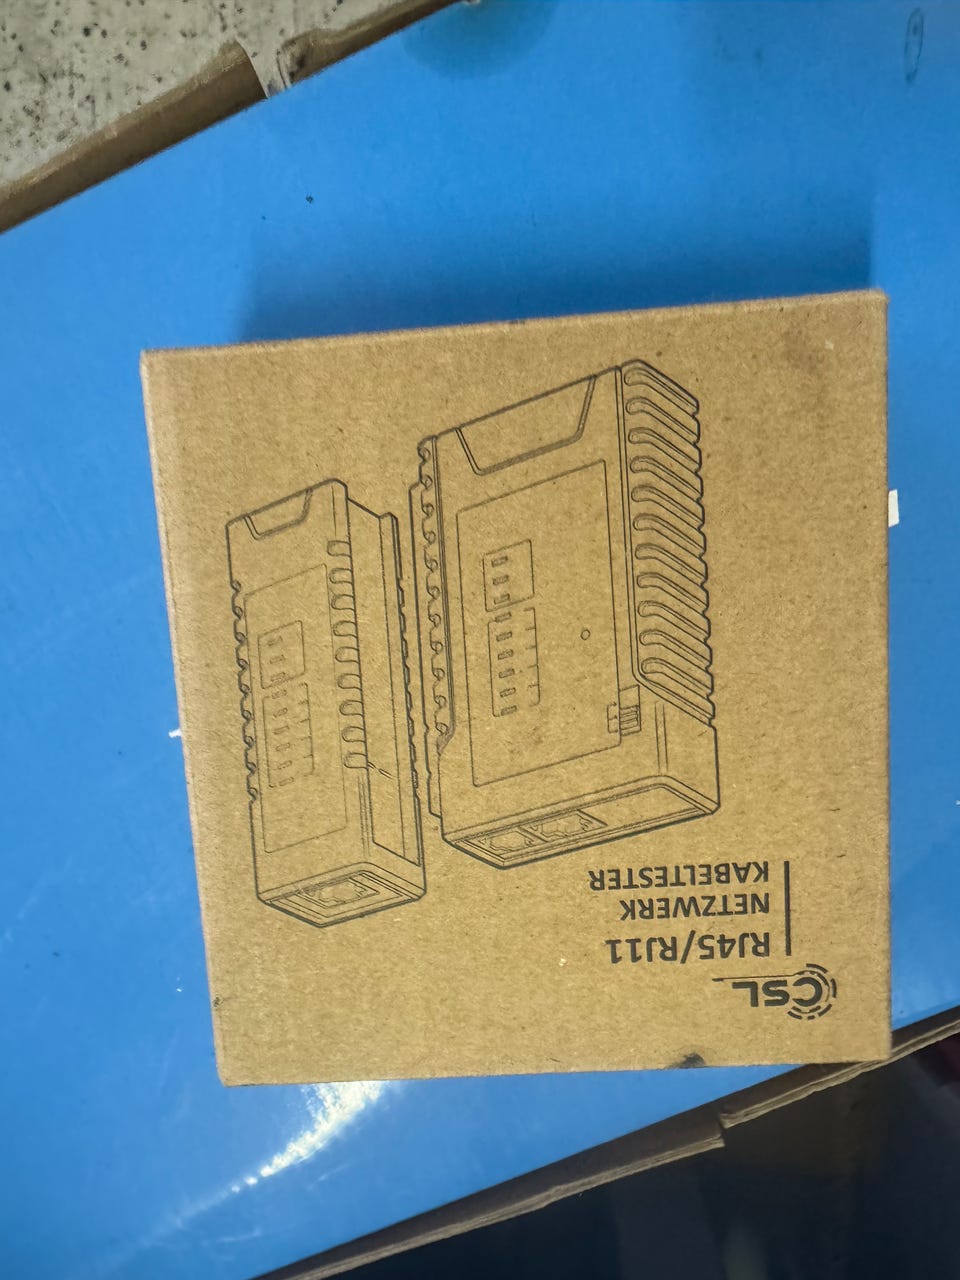 CSL
RJ45/RJ11
NETZWERK
KABELTESTER